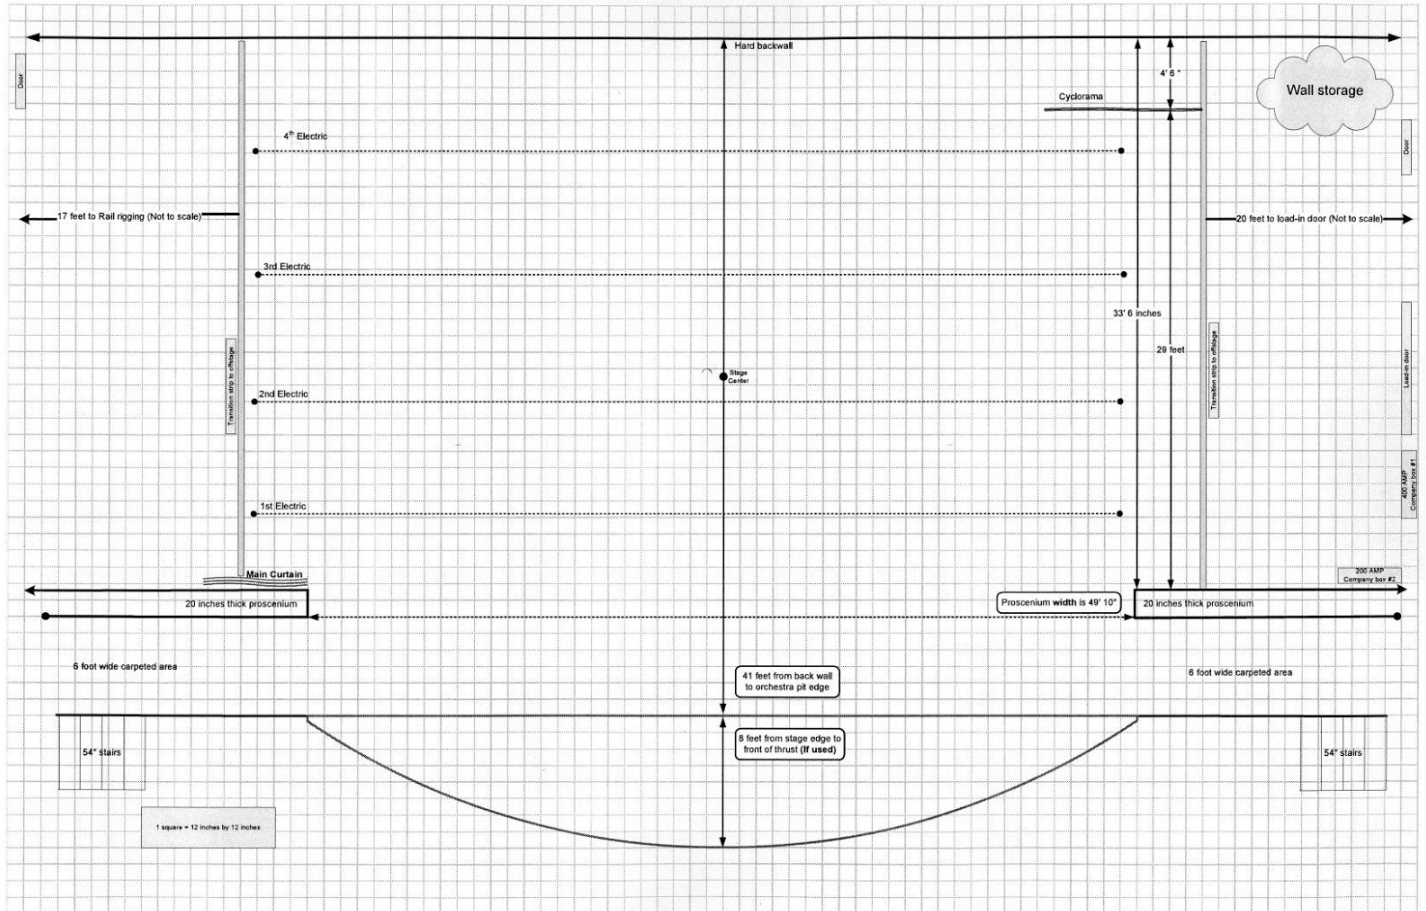 Hard backwall
4' 6 "
Door
Wall storage
Cyclorama
4th Electric
Door
17 feet to Rail rigging (Not to scale)
20 feet to load-in door (Not to scale)
3rd Electric
33' 6 inches
29 feet
Transition strip to offstage
Stage
Center
Transition strip to offstage
Load-in door
2nd Electric
400 AMP
Company box #1
1st Electric
Main Curtain
200 AMP
Company box #2
20 inches thick proscenium
Proscenium width is 49' 10"
20 inches thick proscenium
6 foot wide carpeted area
41 feet from back wall
to orchestra pit edge
6 foot wide carpeted area
8 feet from stage edge to
front of thrust (If used)
54" stairs
54" stairs
1 square = 12 inches by 12 inches